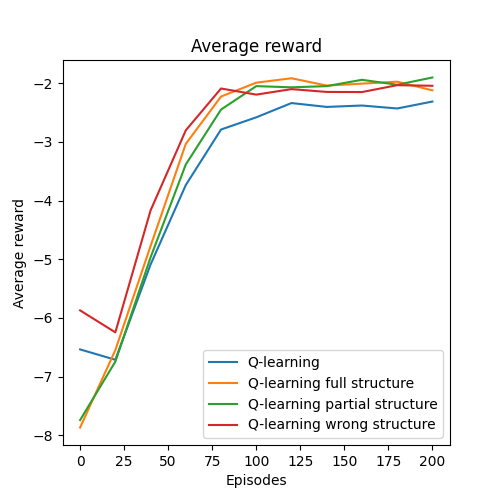 Average reward
Average reward
−2
−3
−4
−5
−6
−7
−8
Q-learning
Q-learning full structure
Q-learning partial structure
Q-learning wrong structure
0 25 50 75 100 125 150 175 200
Episodes